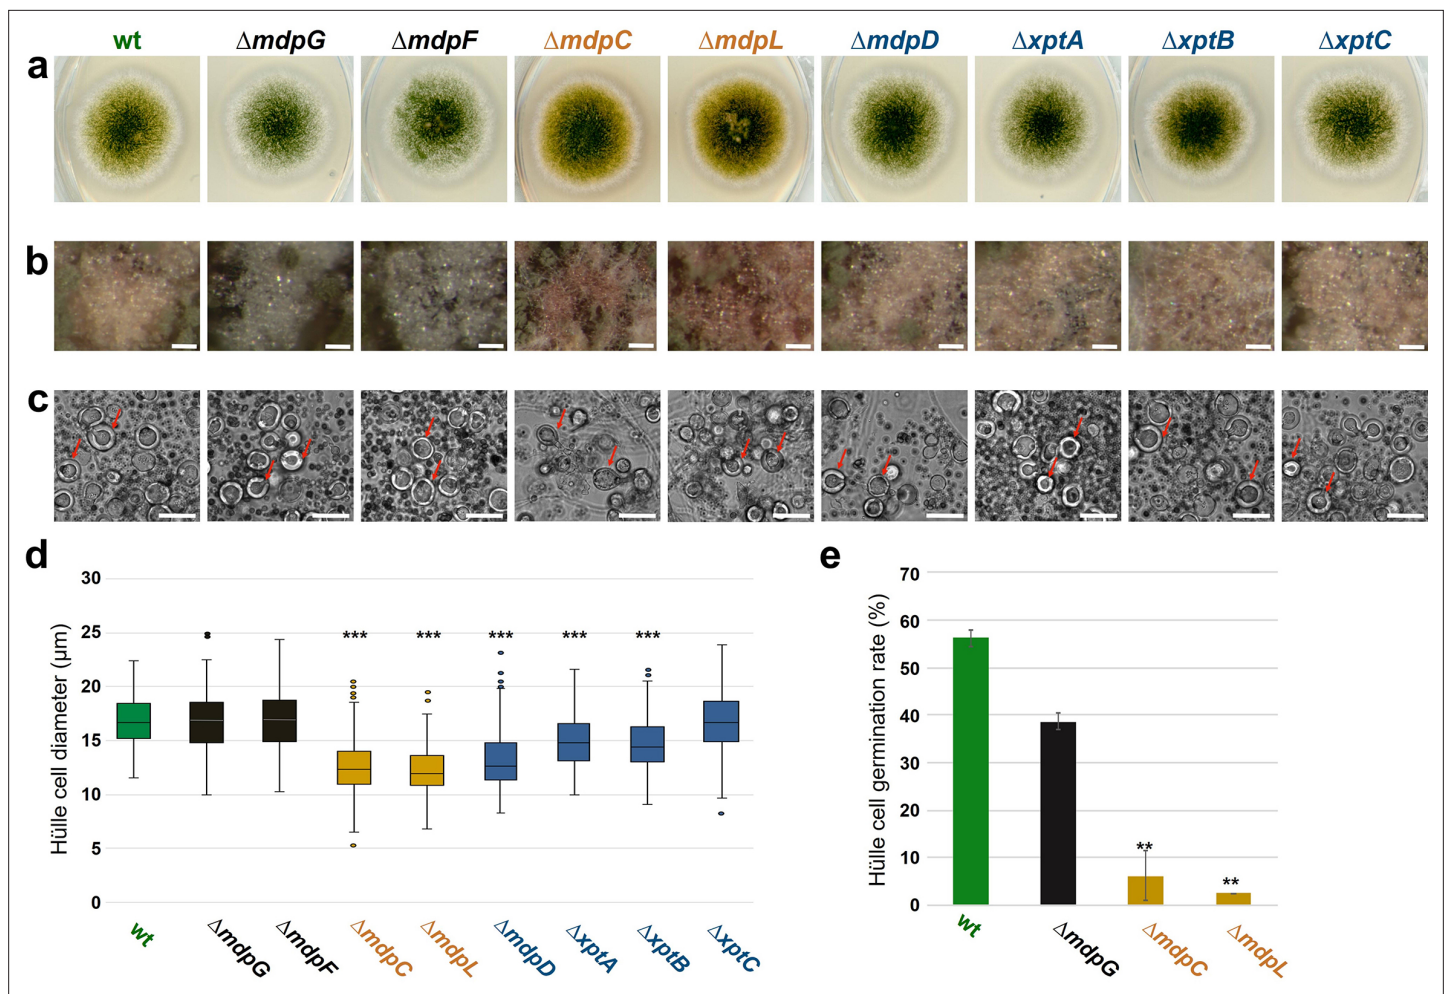 wt ΔmdpG ΔmdpF ΔmdpC ΔmdpL ΔmdpD ΔxptA ΔxptB ΔxptC
a
b
c
d
30
25
20
15
10
5
0
Hülle cell diameter (μm)
*** *** *** *** ***
wt ΔmdpG ΔmdpF ΔmdpC ΔmdpL ΔmdpD ΔxptA ΔxptB ΔxptC
e
70
60
50
40
30
20
10
0
Hülle cell germination rate (%)
** **
wt ΔmdpG ΔmdpC ΔmdpL